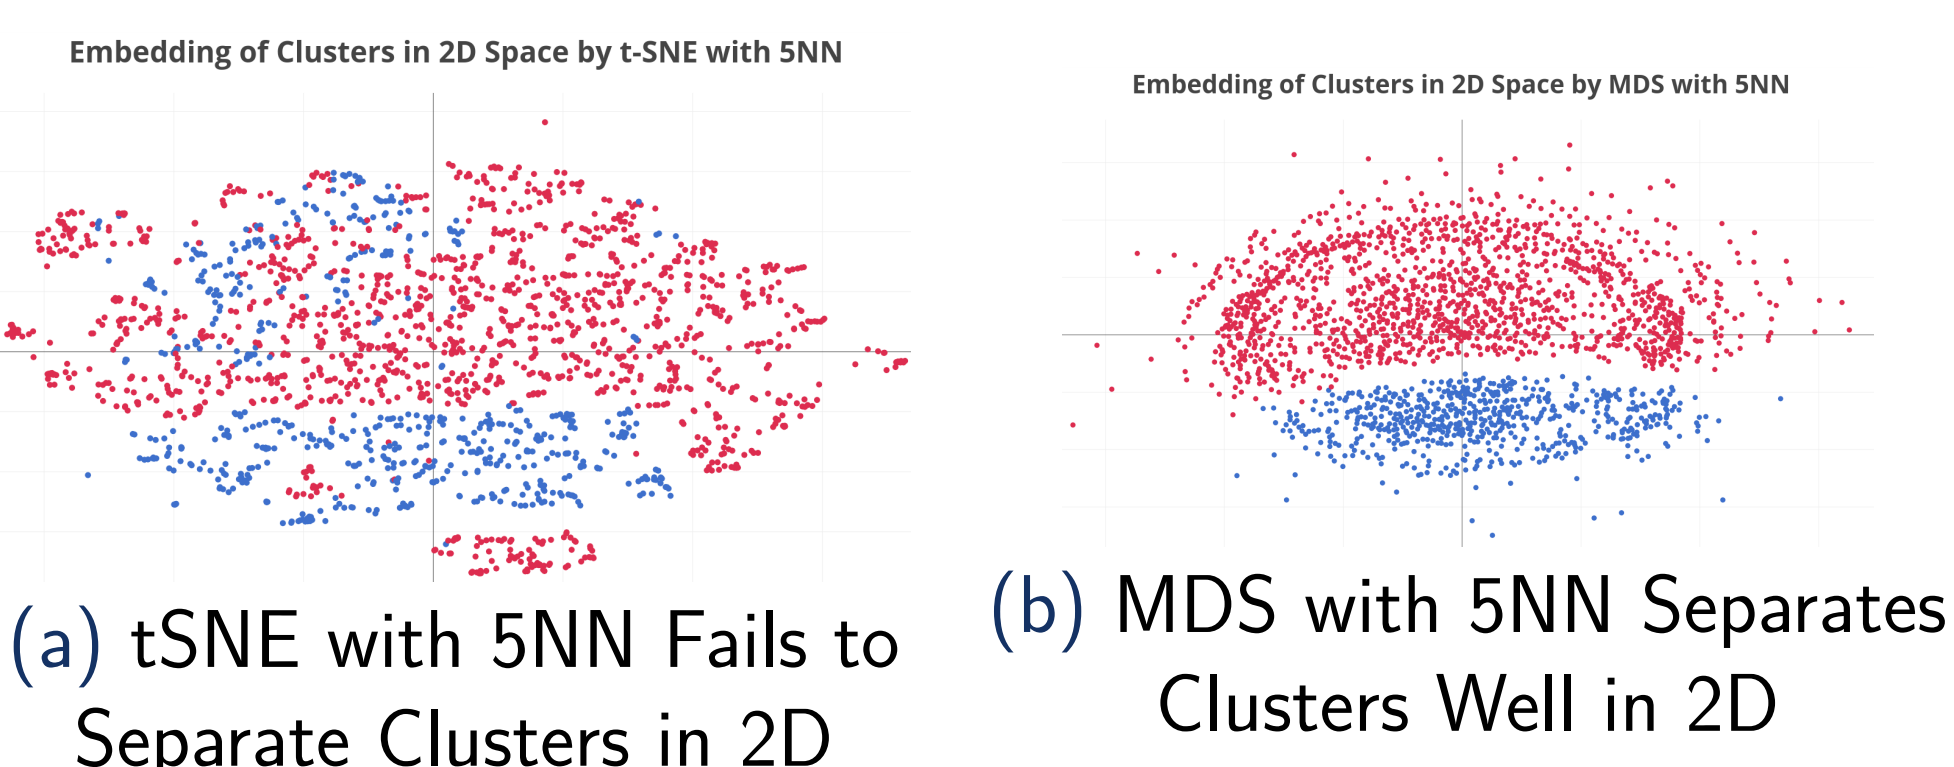 Embedding of Clusters in 2D Space by t-SNE with 5NN
(a) tSNE with 5NN Fails to
Separate Clusters in 2D
Embedding of Clusters in 2D Space by MDS with 5NN
(b) MDS with 5NN Separates
Clusters Well in 2D